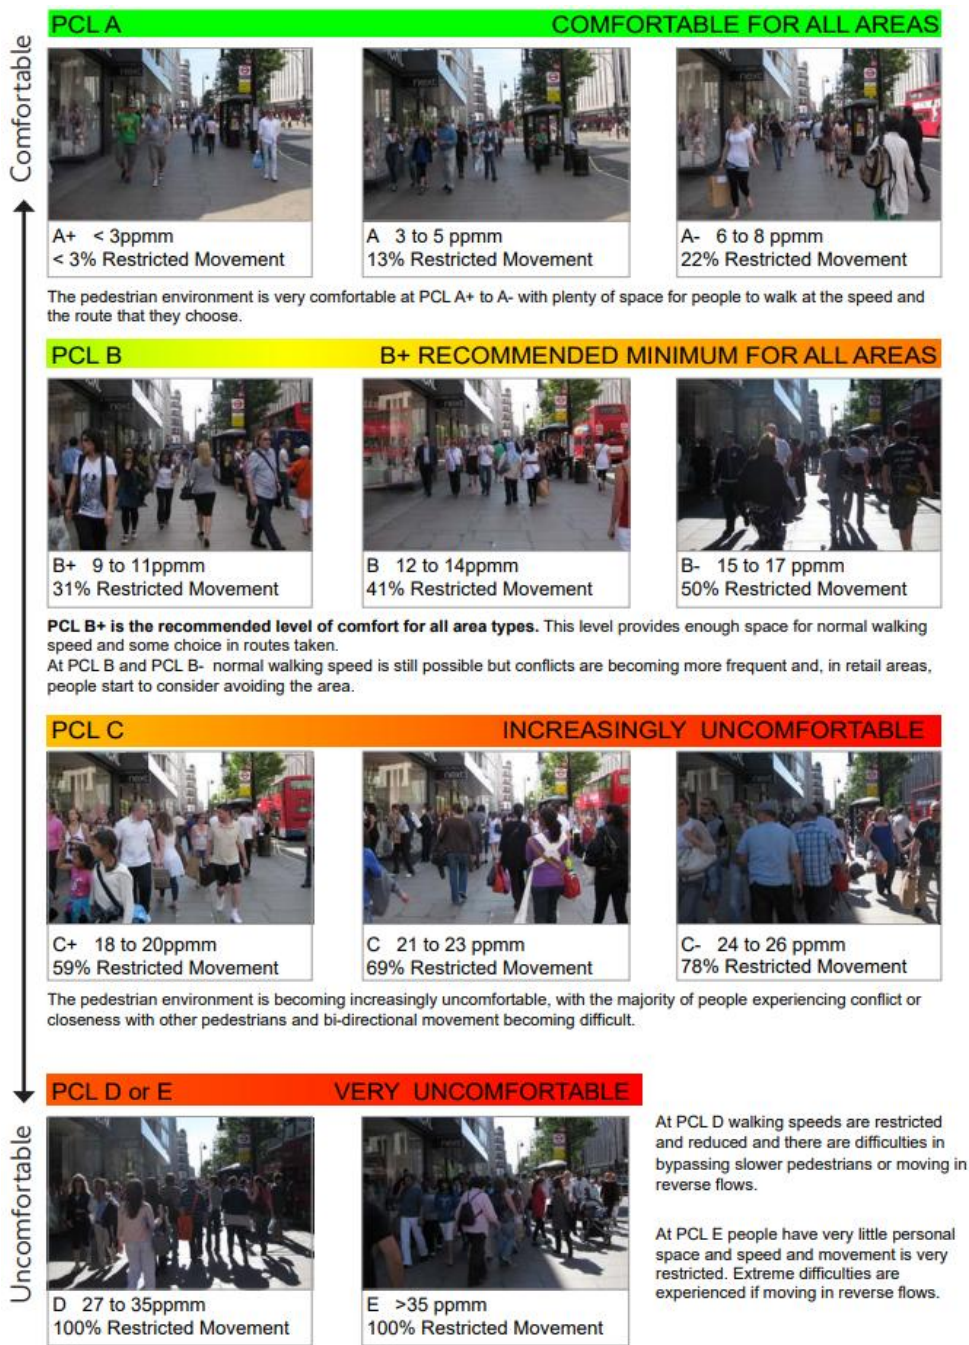 PCL A COMFORTABLE FOR ALL AREAS
Comfortable
A+ < 3ppmm
< 3% Restricted Movement
A 3 to 5 ppmm
13% Restricted Movement
A- 6 to 8 ppmm
22% Restricted Movement
The pedestrian environment is very comfortable at PCL A+ to A- with plenty of space for people to walk at the speed and
the route that they choose.
PCL B B+ RECOMMENDED MINIMUM FOR ALL AREAS
B+ 9 to 11ppmm
31% Restricted Movement
B 12 to 14ppmm
41% Restricted Movement
B- 15 to 17 ppmm
50% Restricted Movement
PCL B+ is the recommended level of comfort for all area types. This level provides enough space for normal walking
speed and some choice in routes taken.
At PCL B and PCL B- normal walking speed is still possible but conflicts are becoming more frequent and, in retail areas,
people start to consider avoiding the area.
PCL C INCREASINGLY UNCOMFORTABLE
C+ 18 to 20ppmm
59% Restricted Movement
C 21 to 23 ppmm
69% Restricted Movement
C- 24 to 26 ppmm
78% Restricted Movement
The pedestrian environment is becoming increasingly uncomfortable, with the majority of people experiencing conflict or
closeness with other pedestrians and bi-directional movement becoming difficult.
PCL D or E VERY UNCOMFORTABLE
Uncomfortable
D 27 to 35ppmm
100% Restricted Movement
E >35 ppmm
100% Restricted Movement
At PCL D walking speeds are restricted
and reduced and there are difficulties in
bypassing slower pedestrians or moving in
reverse flows.
At PCL E people have very little personal
space and speed and movement is very
restricted. Extreme difficulties are
experienced if moving in reverse flows.